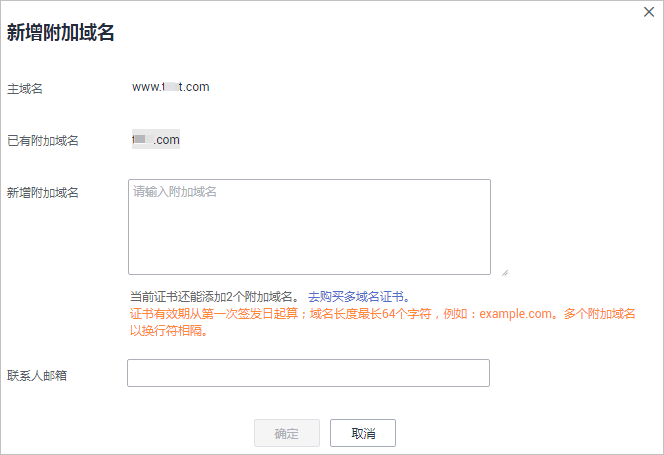 新增附加域名
主域名 www.t t.com
已有附加域名 t .com
新增附加域名 请输入附加域名
当前证书还能添加2个附加域名。 去购买多域名证书。
证书有效期从第一次签发日起算；域名长度最长64个字符，例如：example.com。多个附加域名
以换行符相隔。
联系人邮箱
确定 取消